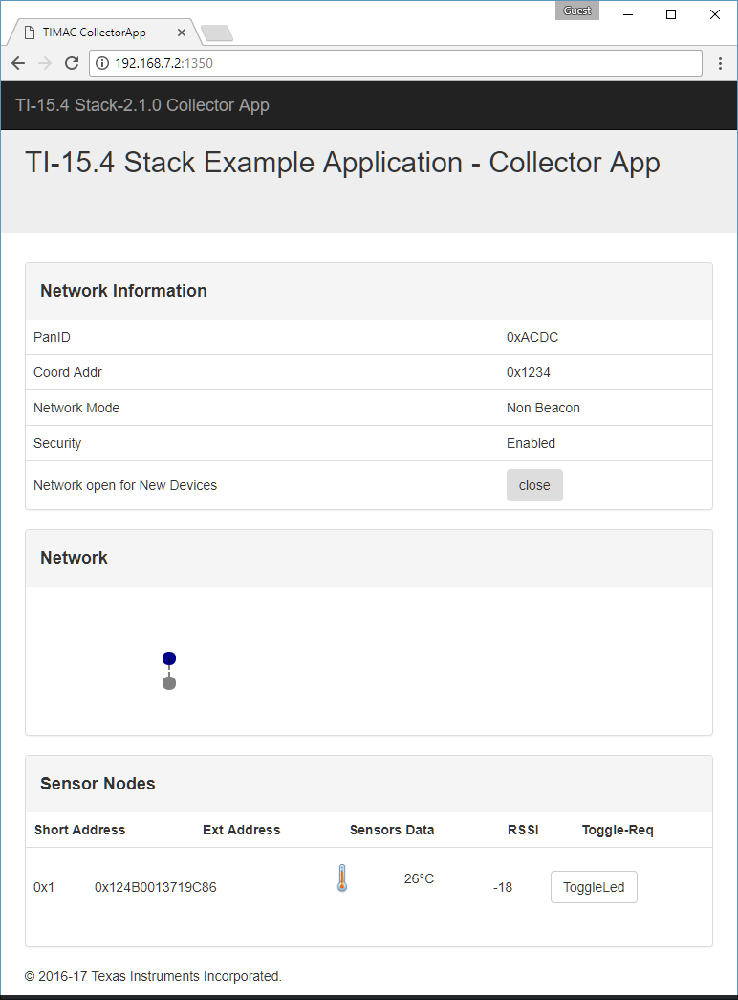 Guest
TIMAC CollectorApp
192.168.7.2:1350
TI-15.4 Stack-2.1.0 Collector App
TI-15.4 Stack Example Application - Collector App
Network Information
PanID 0xACDC
Coord Addr 0x1234
Network Mode Non Beacon
Security Enabled
Network open for New Devices close
Network
Sensor Nodes
Short Address Ext Address Sensors Data RSSI Toggle-Req
0x1 0x124B0013719C86 26°C -18 ToggleLed
© 2016-17 Texas Instruments Incorporated.